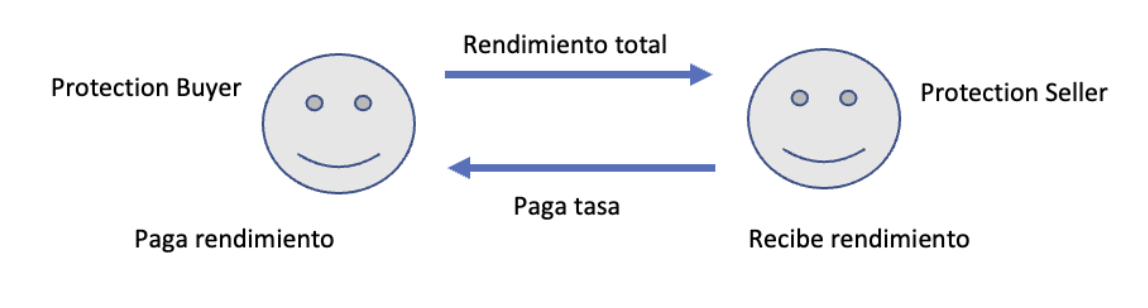 Rendimiento total
Protection Buyer
Protection Seller
Paga tasa
Paga rendimiento
Recibe rendimiento